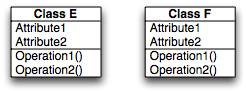 Class E
Attribute1
Attribute2
Operation1()
Operation2()
Class F
Attribute1
Attribute2
Operation1()
Operation2()